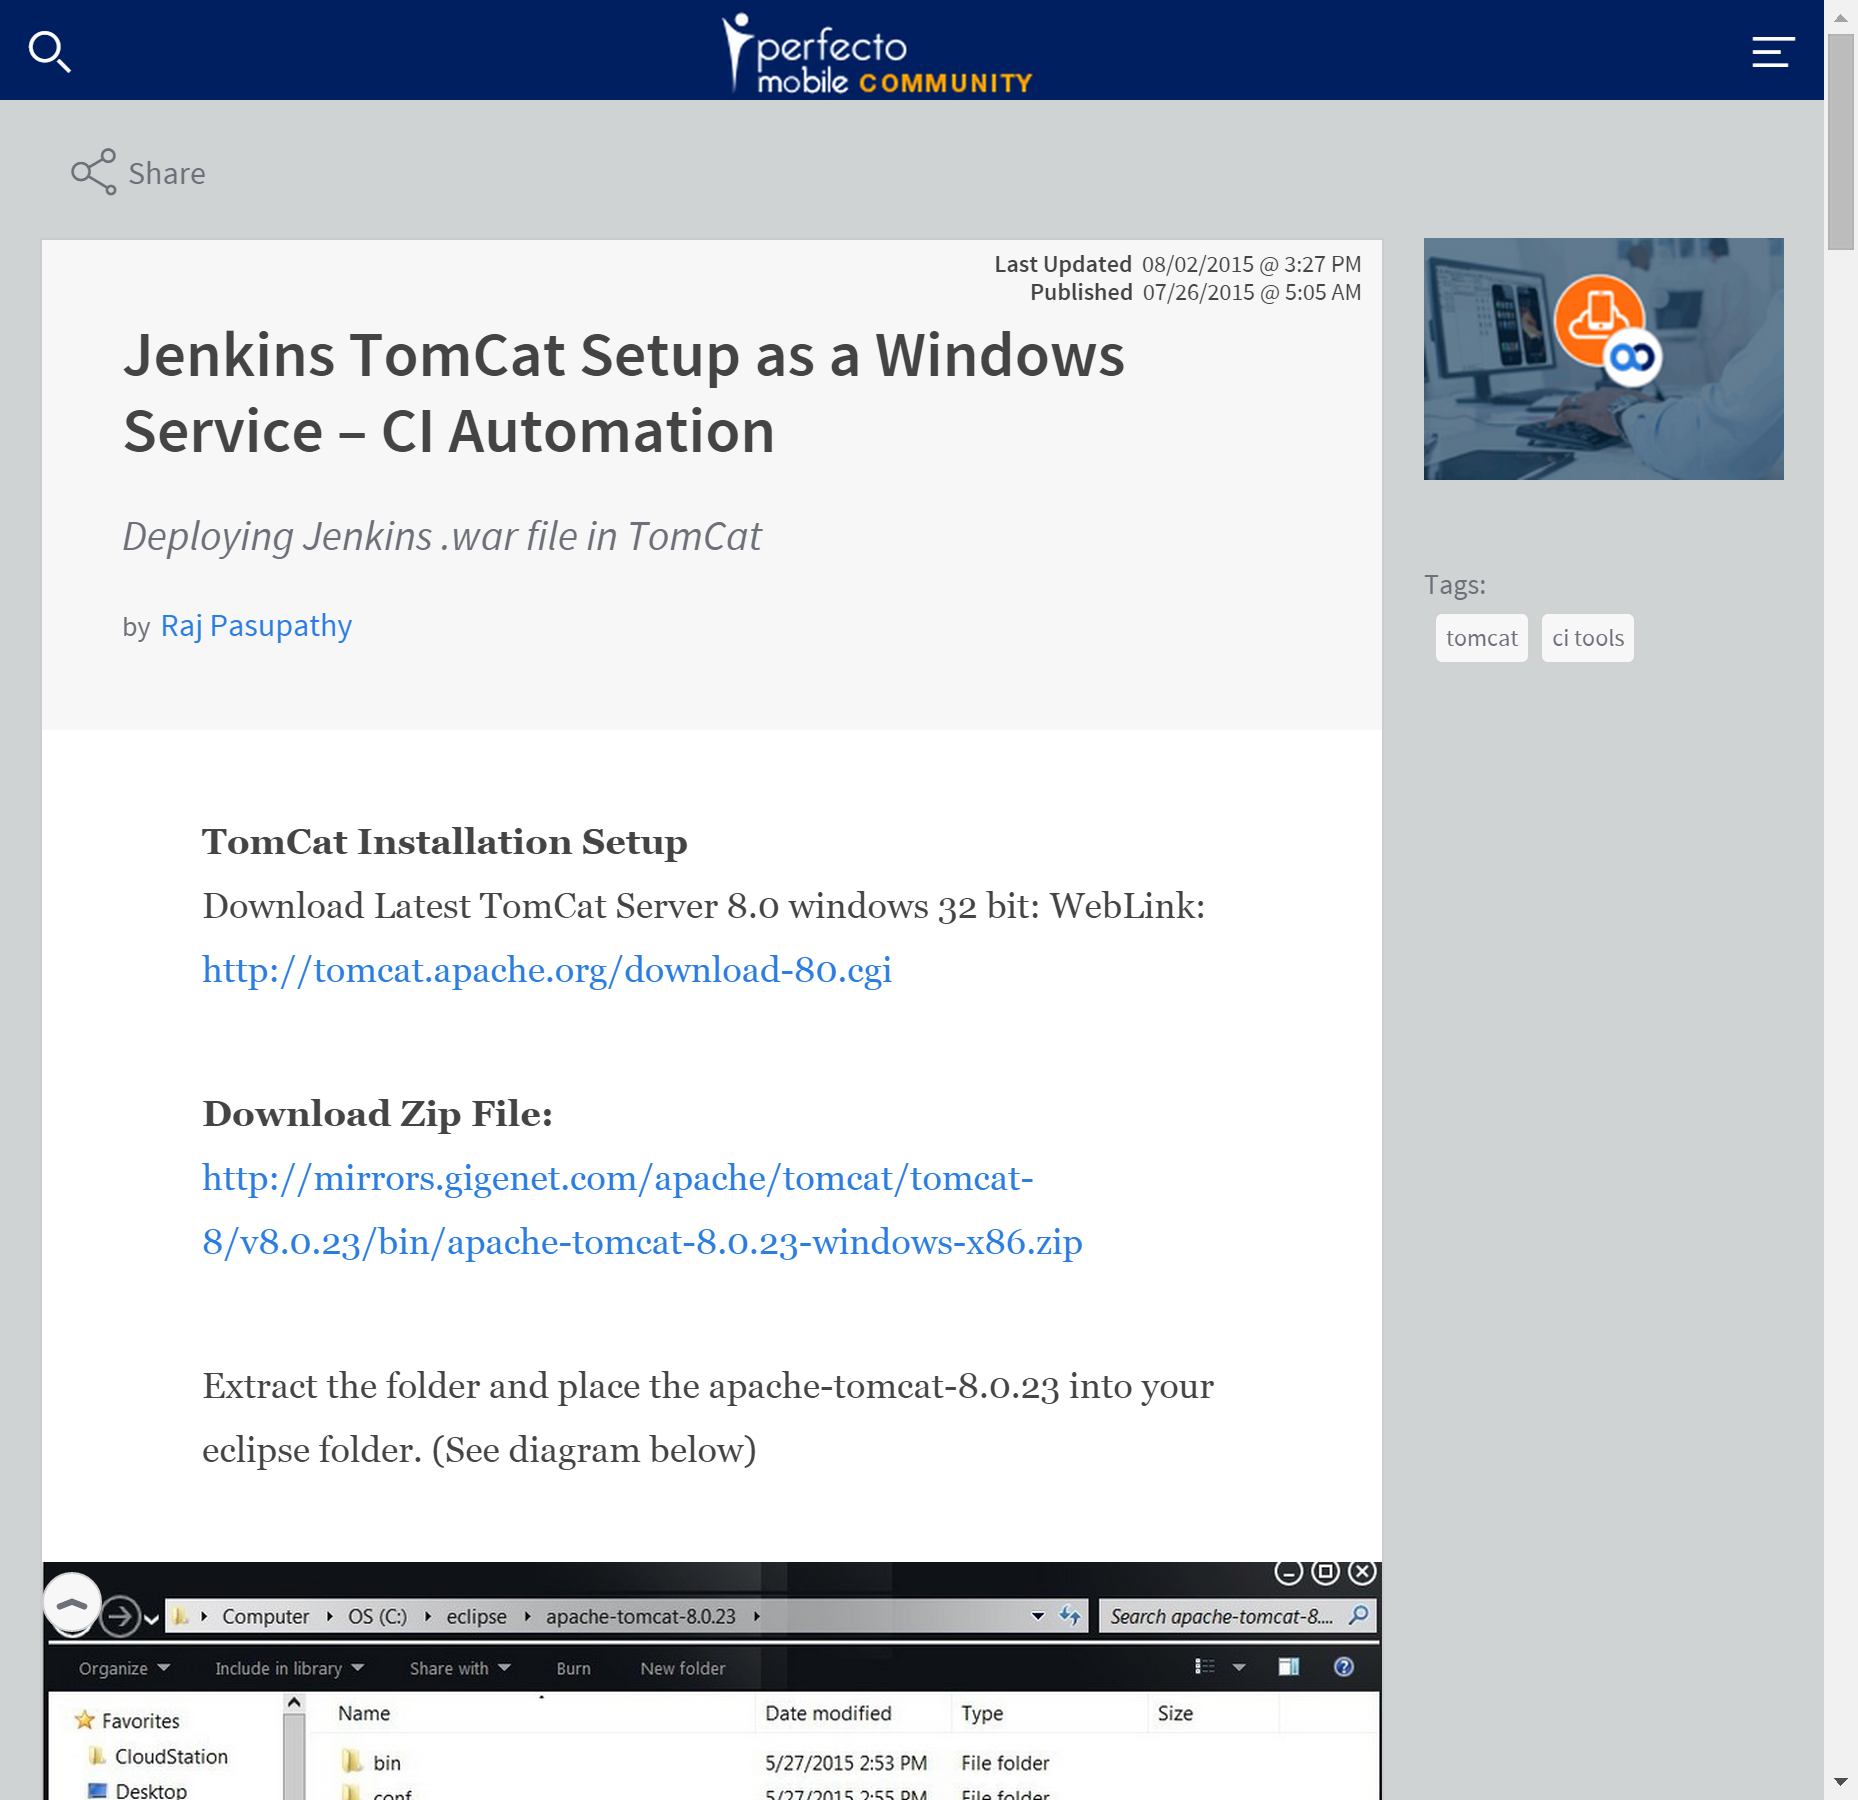 perfecto
mobile COMMUNITY
Share
Last Updated 08/02/2015 @ 3:27 PM
Published 07/26/2015 @ 5:05 AM
Jenkins TomCat Setup as a Windows
Service – CI Automation
Deploying Jenkins .war file in TomCat
by Raj Pasupathy
Tags:
tomcat ci tools
TomCat Installation Setup
Download Latest TomCat Server 8.0 windows 32 bit: WebLink:
http://tomcat.apache.org/download-80.cgi
Download Zip File:
http://mirrors.gigenet.com/apache/tomcat/tomcat-
8/v8.0.23/bin/apache-tomcat-8.0.23-windows-x86.zip
Extract the folder and place the apache-tomcat-8.0.23 into your
eclipse folder. (See diagram below)
Computer OS (C:) eclipse apache-tomcat-8.0.23 Search apache-tomcat-8....
Organize Include in library Share with Burn New folder
Name Date modified Type Size
Favorites
CloudStation
bin 5/27/2015 2:53 PM File folder
Desktop
conf 5/27/2015 2:55 PM File folder